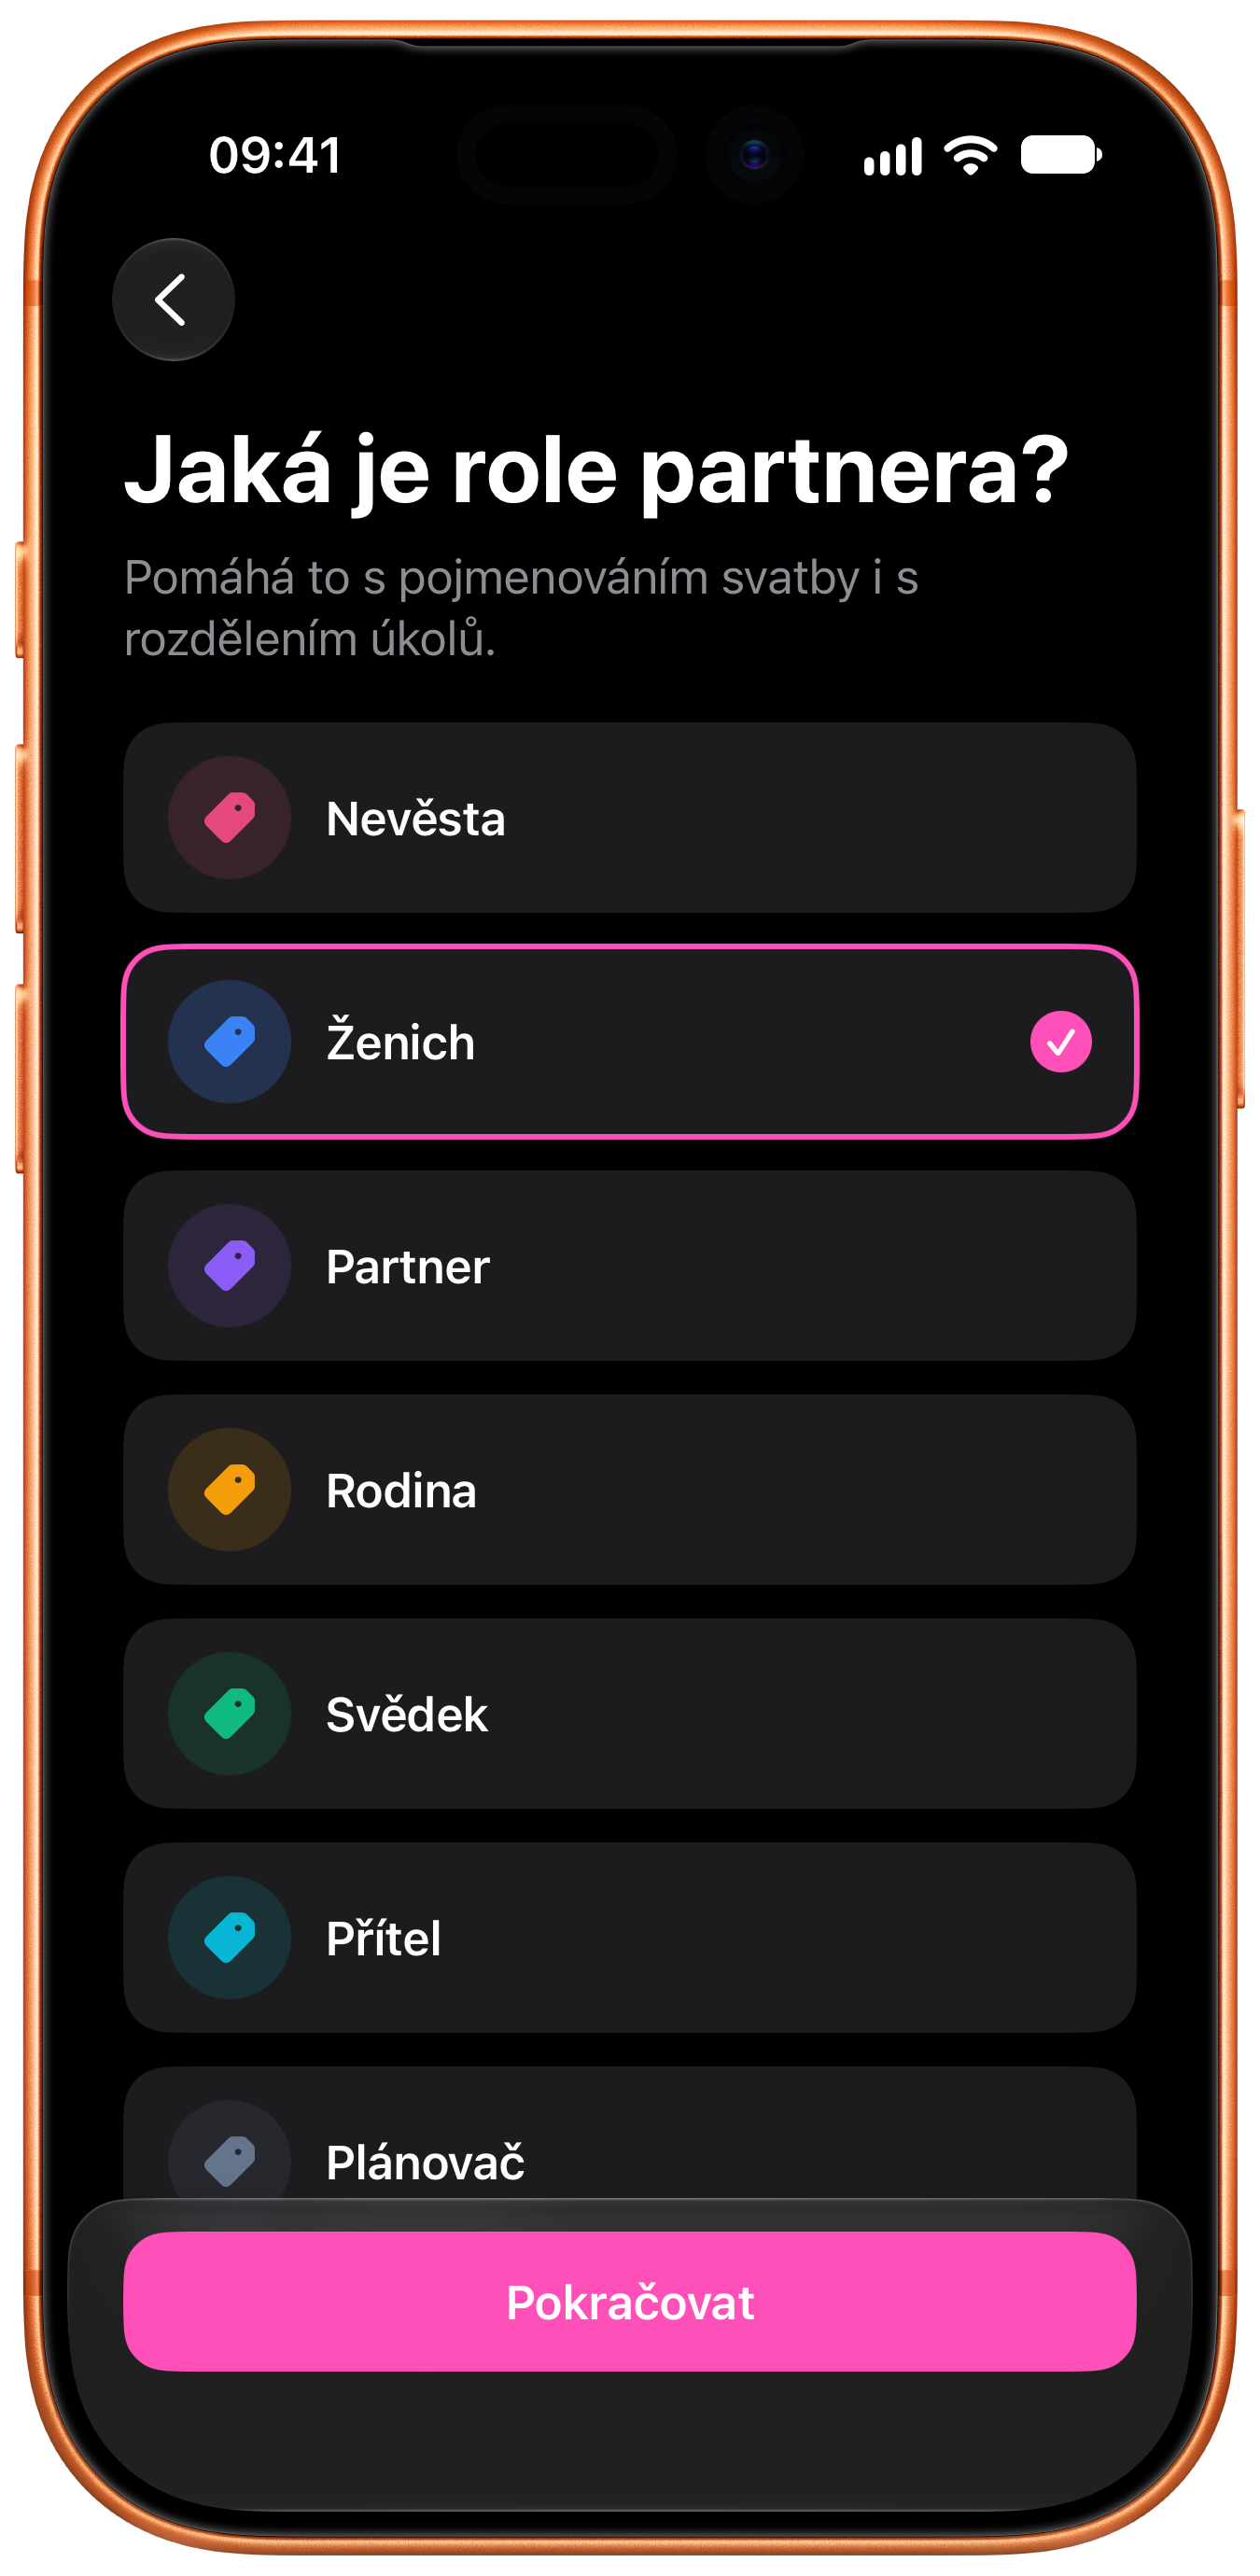 09:41
Jaká je role partnera?
Pomáhá to s pojmenováním svatby i s
rozdělením úkolů.
Nevěsta
Ženich
Partner
Rodina
Svědek
Přítel
Plánovač
Pokračovat